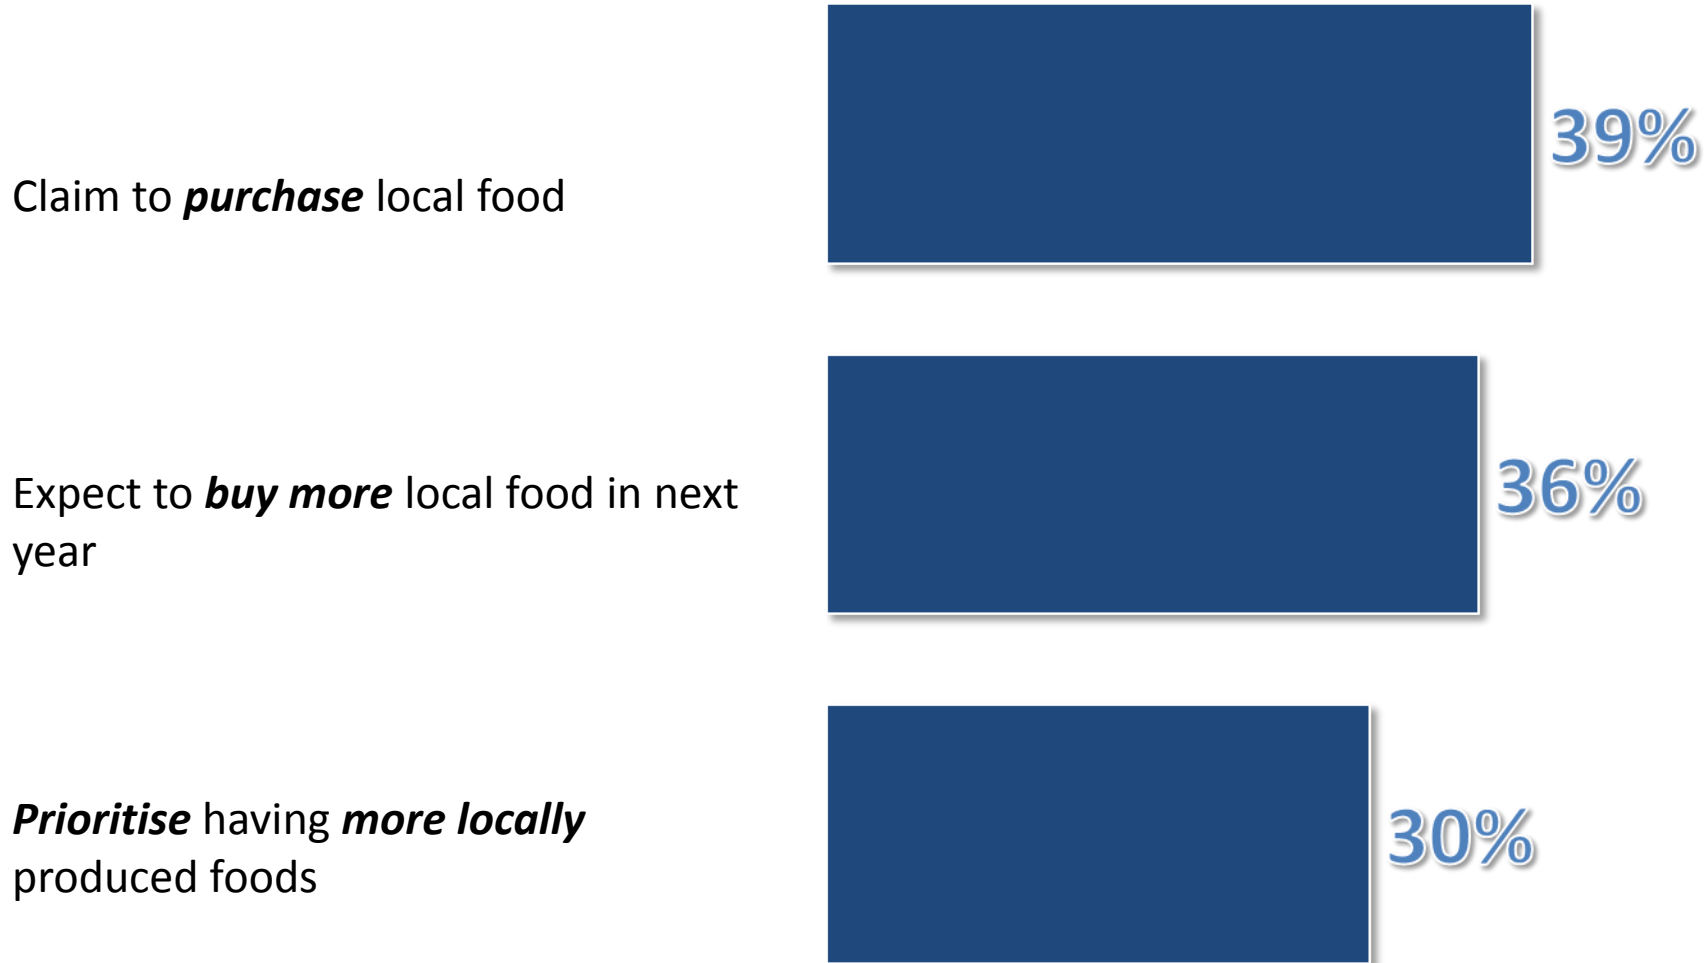 39%
Claim to purchase local food
36%
Expect to buy more local food in next
year
30%
Prioritise having more locally
produced foods